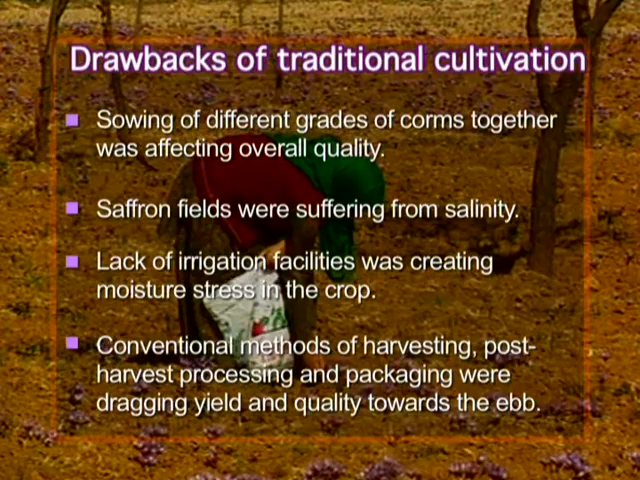 Drawbacks of traditional cultivation
Sowing of different grades of corms together
was affecting overall quality.
Saffron fields were suffering from salinity.
Lack of irrigation facilities was creating
moisture stress in the crop.
Conventional methods of harvesting, post-
harvest processing and packaging were
dragging yield and quality towards the ebb.